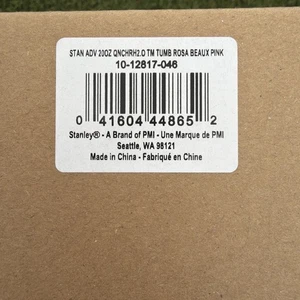 STAN ADV 20OZ QNCHRH2.O TM TUMB ROSA BEAUX PINK
10-12817-046
0 41604 44865 2
Stanley® - A Brand of PMI - Une Marque de PMI
Seattle, WA 98121
Made in China - Fabriqué en Chine